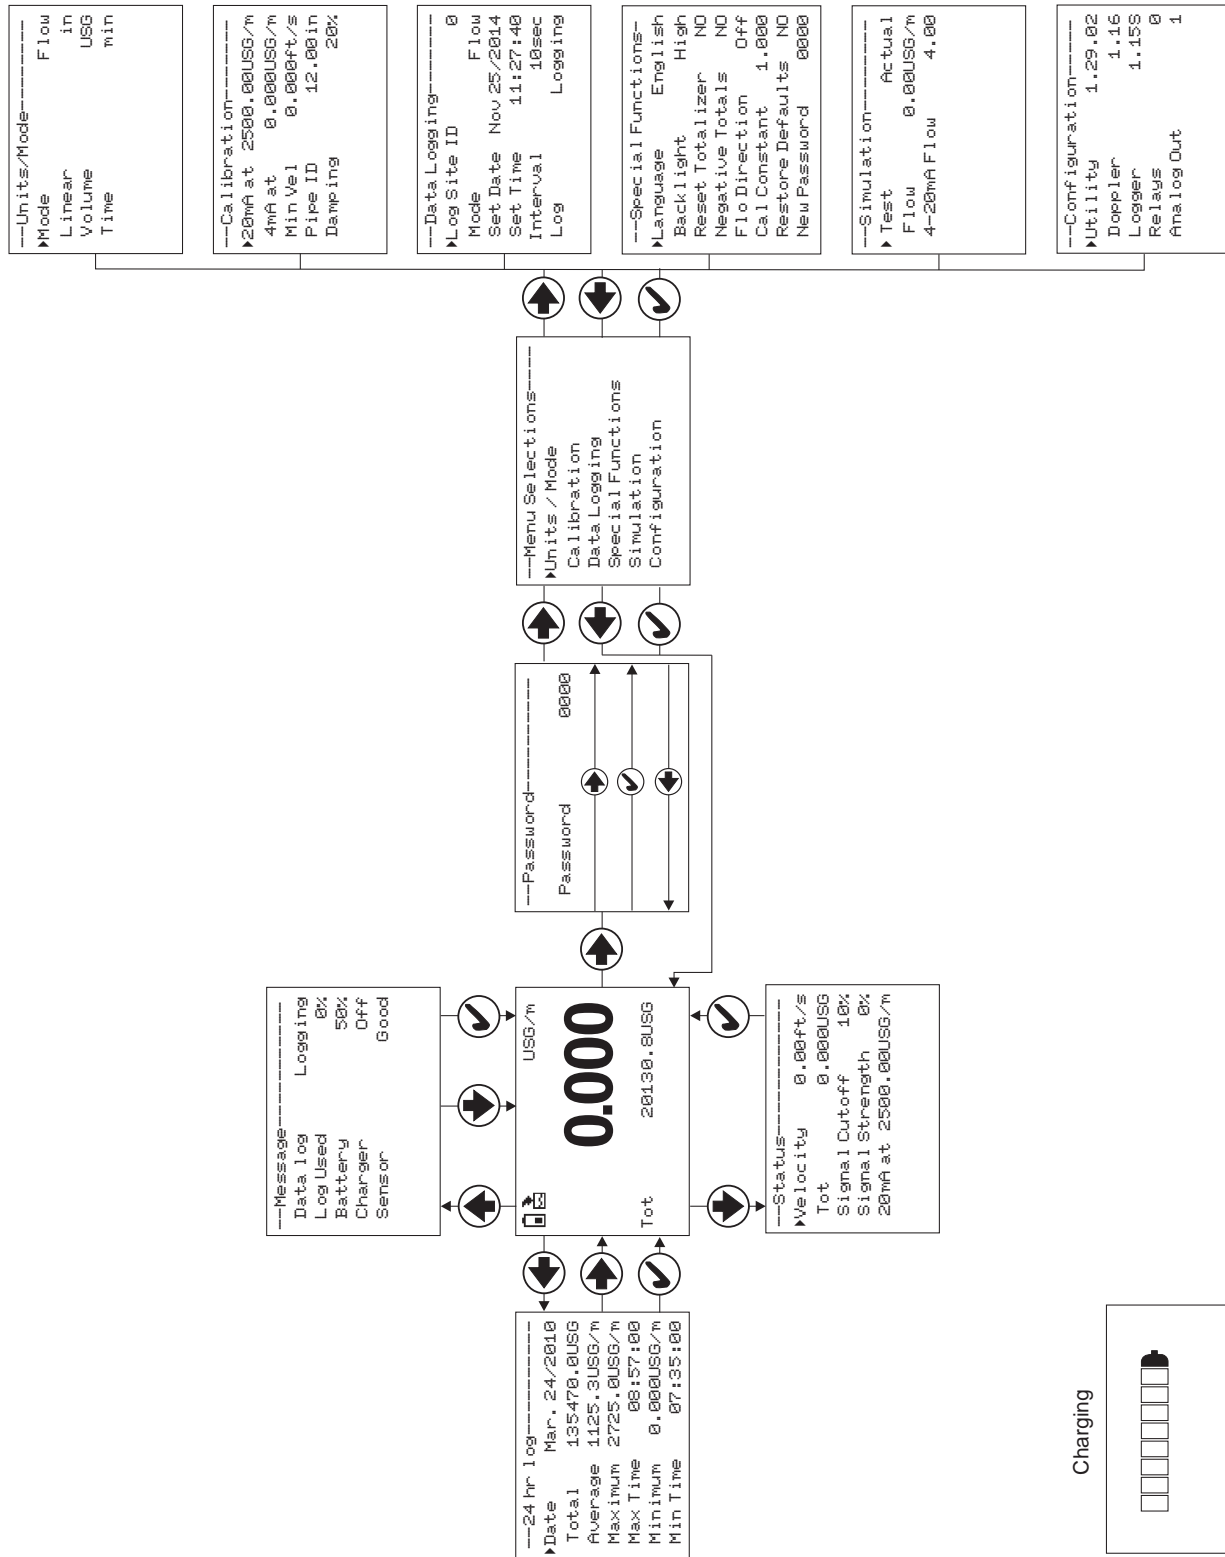 --Units/Mode----------
Mode Flow
Linear in
Volume USG
Time min
--Calibration---------
20mA at 2500.00USG/m
4mA at 0.000USG/m
Min Vel 0.000ft/s
Pipe ID 12.00in
Damping 20%
--Data Logging--------
Log Site ID 0
Mode Flow
Set Date Nov 25/2014
Set Time 11:27:40
Interval 10sec
Log Logging
--Special Functions-
Language English
Backlight High
Reset Totalizer NO
Negative Totals NO
Flo Direction Off
Cal Constant 1.000
Restore Defaults NO
New Password 0000
--Simulation----------
Test Actual
Flow 0.00USG/m
4-20mA Flow 4.00
--Configuration-------
Utility 1.29.02
Doppler 1.16
Logger 1.15S
Relays 0
Analog Out 1
--Menu Selections-----
Units / Mode
Calibration
Data Logging
Special Functions
Simulation
Configuration
--Password------------
Password 0000
--Message-------------
Data log Logging
Log Used 0%
Battery 50%
Charger Off
Sensor Good
USG/m
0.000
Tot 20130.8USG
--Status--------------
Velocity 0.00ft/s
Tot 0.000USG
Signal Cutoff 10%
Signal Strength 0%
20mA at 2500.00USG/m
--24 hr log-----------
Date Mar. 24/2010
Total 135470.0USG
Average 1125.3USG/m
Maximum 2725.0USG/m
Max Time 08:57:00
Minimum 0.000USG/m
Min Time 07:35:00
Charging